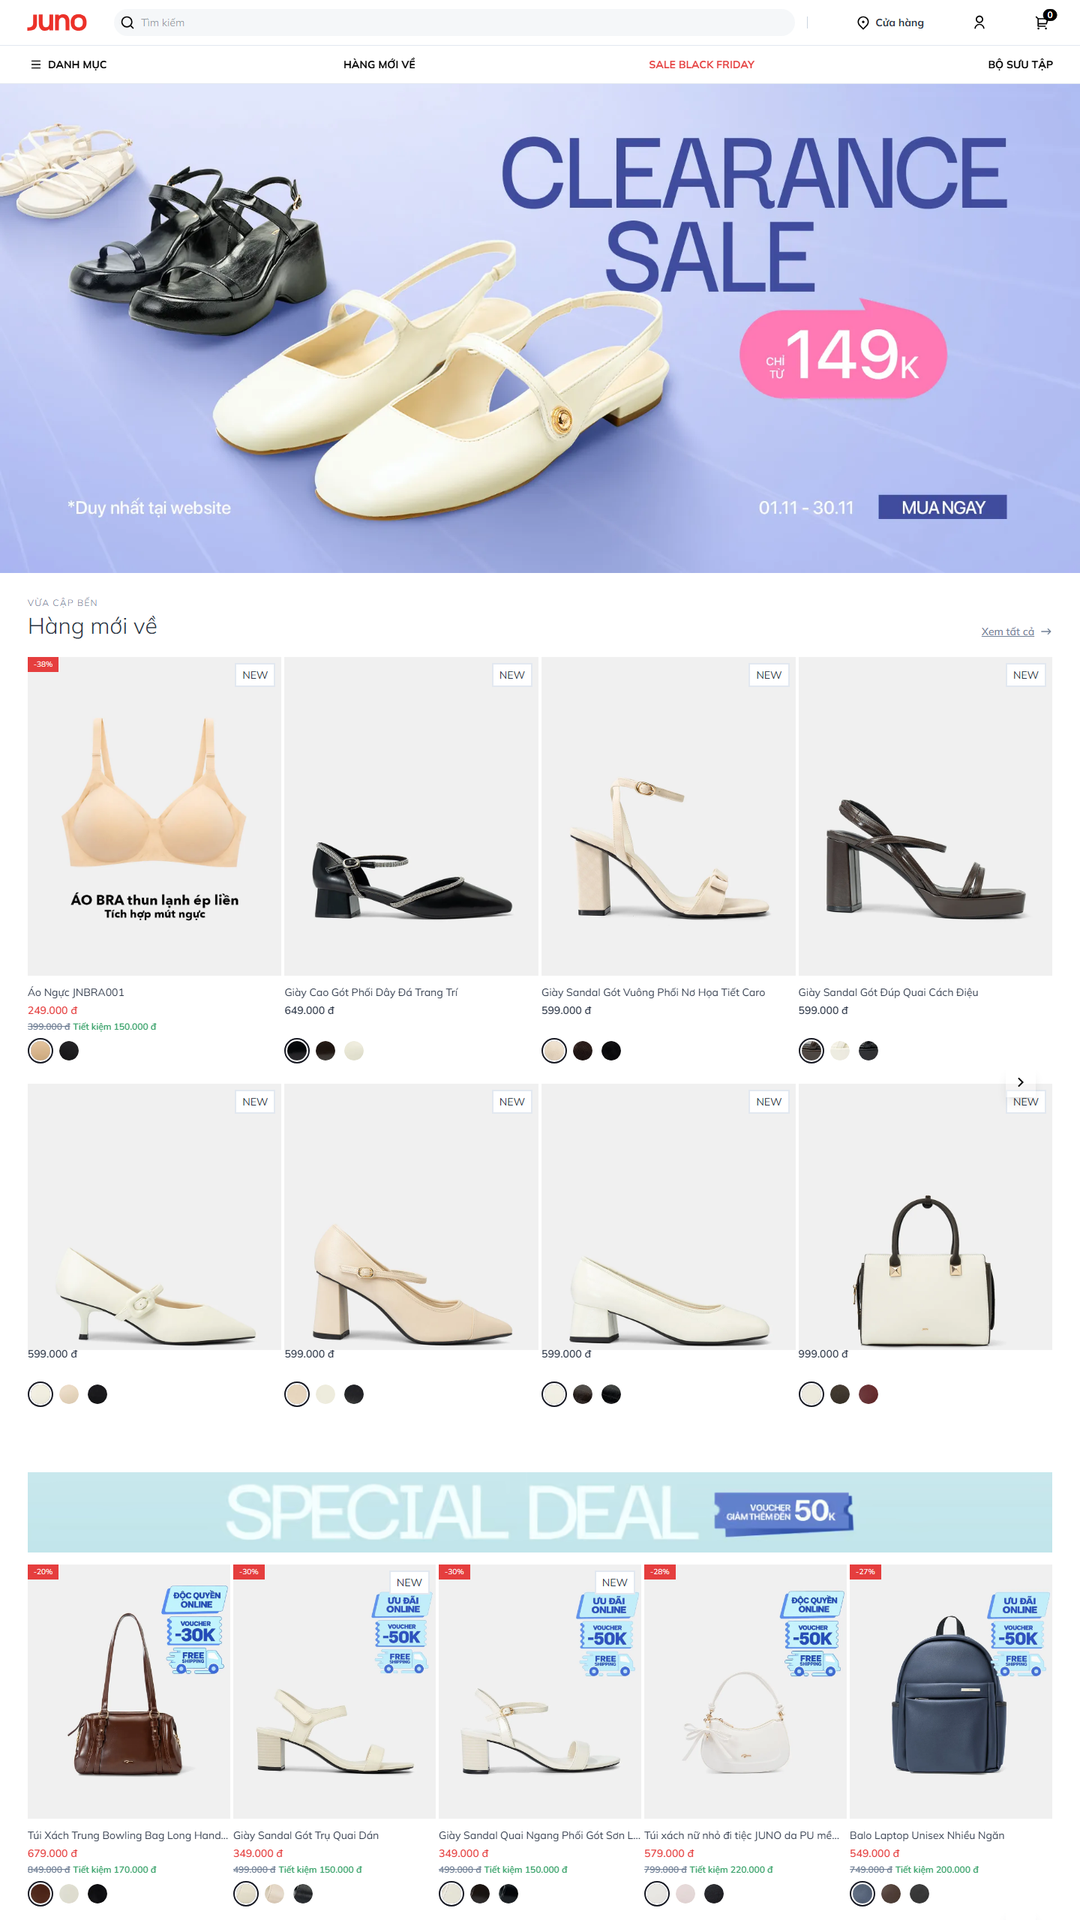 JUNO
Tìm kiếm
Cửa hàng
0
DANH MỤC
HÀNG MỚI VỀ
SALE BLACK FRIDAY
BỘ SƯU TẬP
CLEARANCE
SALE
CHỈ TỪ 149K
*Duy nhất tại website
01.11 - 30.11
MUA NGAY
VỪA CẬP BẾN
Hàng mới về
Xem tất cả
-38%
NEW
NEW
NEW
NEW
ÁO BRA thun lạnh ép liền
Tích hợp mút ngực
Áo Ngực JNBRA001
249.000 đ
399.000 đ Tiết kiệm 150.000 đ
Giày Cao Gót Phối Dây Đá Trang Trí
649.000 đ
Giày Sandal Gót Vuông Phối Nơ Họa Tiết Caro
599.000 đ
Giày Sandal Gót Đúp Quai Cách Điệu
599.000 đ
NEW
NEW
NEW
NEW
599.000 đ
599.000 đ
599.000 đ
999.000 đ
SPECIAL DEAL
VOUCHER
GIẢM THÊM ĐẾN 50K
-20%
ĐỘC QUYỀN
ONLINE
VOUCHER
-30K
FREE
SHIPPING
-30%
NEW
ƯU ĐÃI
ONLINE
VOUCHER
-50K
FREE
SHIPPING
-30%
NEW
ƯU ĐÃI
ONLINE
VOUCHER
-50K
FREE
SHIPPING
-28%
ĐỘC QUYỀN
ONLINE
VOUCHER
-50K
FREE
SHIPPING
-27%
ƯU ĐÃI
ONLINE
VOUCHER
-50K
FREE
SHIPPING
Túi Xách Trung Bowling Bag Long Hand...
679.000 đ
849.000 đ Tiết kiệm 170.000 đ
Giày Sandal Gót Trụ Quai Dán
349.000 đ
499.000 đ Tiết kiệm 150.000 đ
Giày Sandal Quai Ngang Phối Gót Sơn L...
349.000 đ
499.000 đ Tiết kiệm 150.000 đ
Túi xách nữ nhỏ đi tiệc JUNO da PU mề...
579.000 đ
799.000 đ Tiết kiệm 220.000 đ
Balo Laptop Unisex Nhiều Ngăn
549.000 đ
749.000 đ Tiết kiệm 200.000 đ